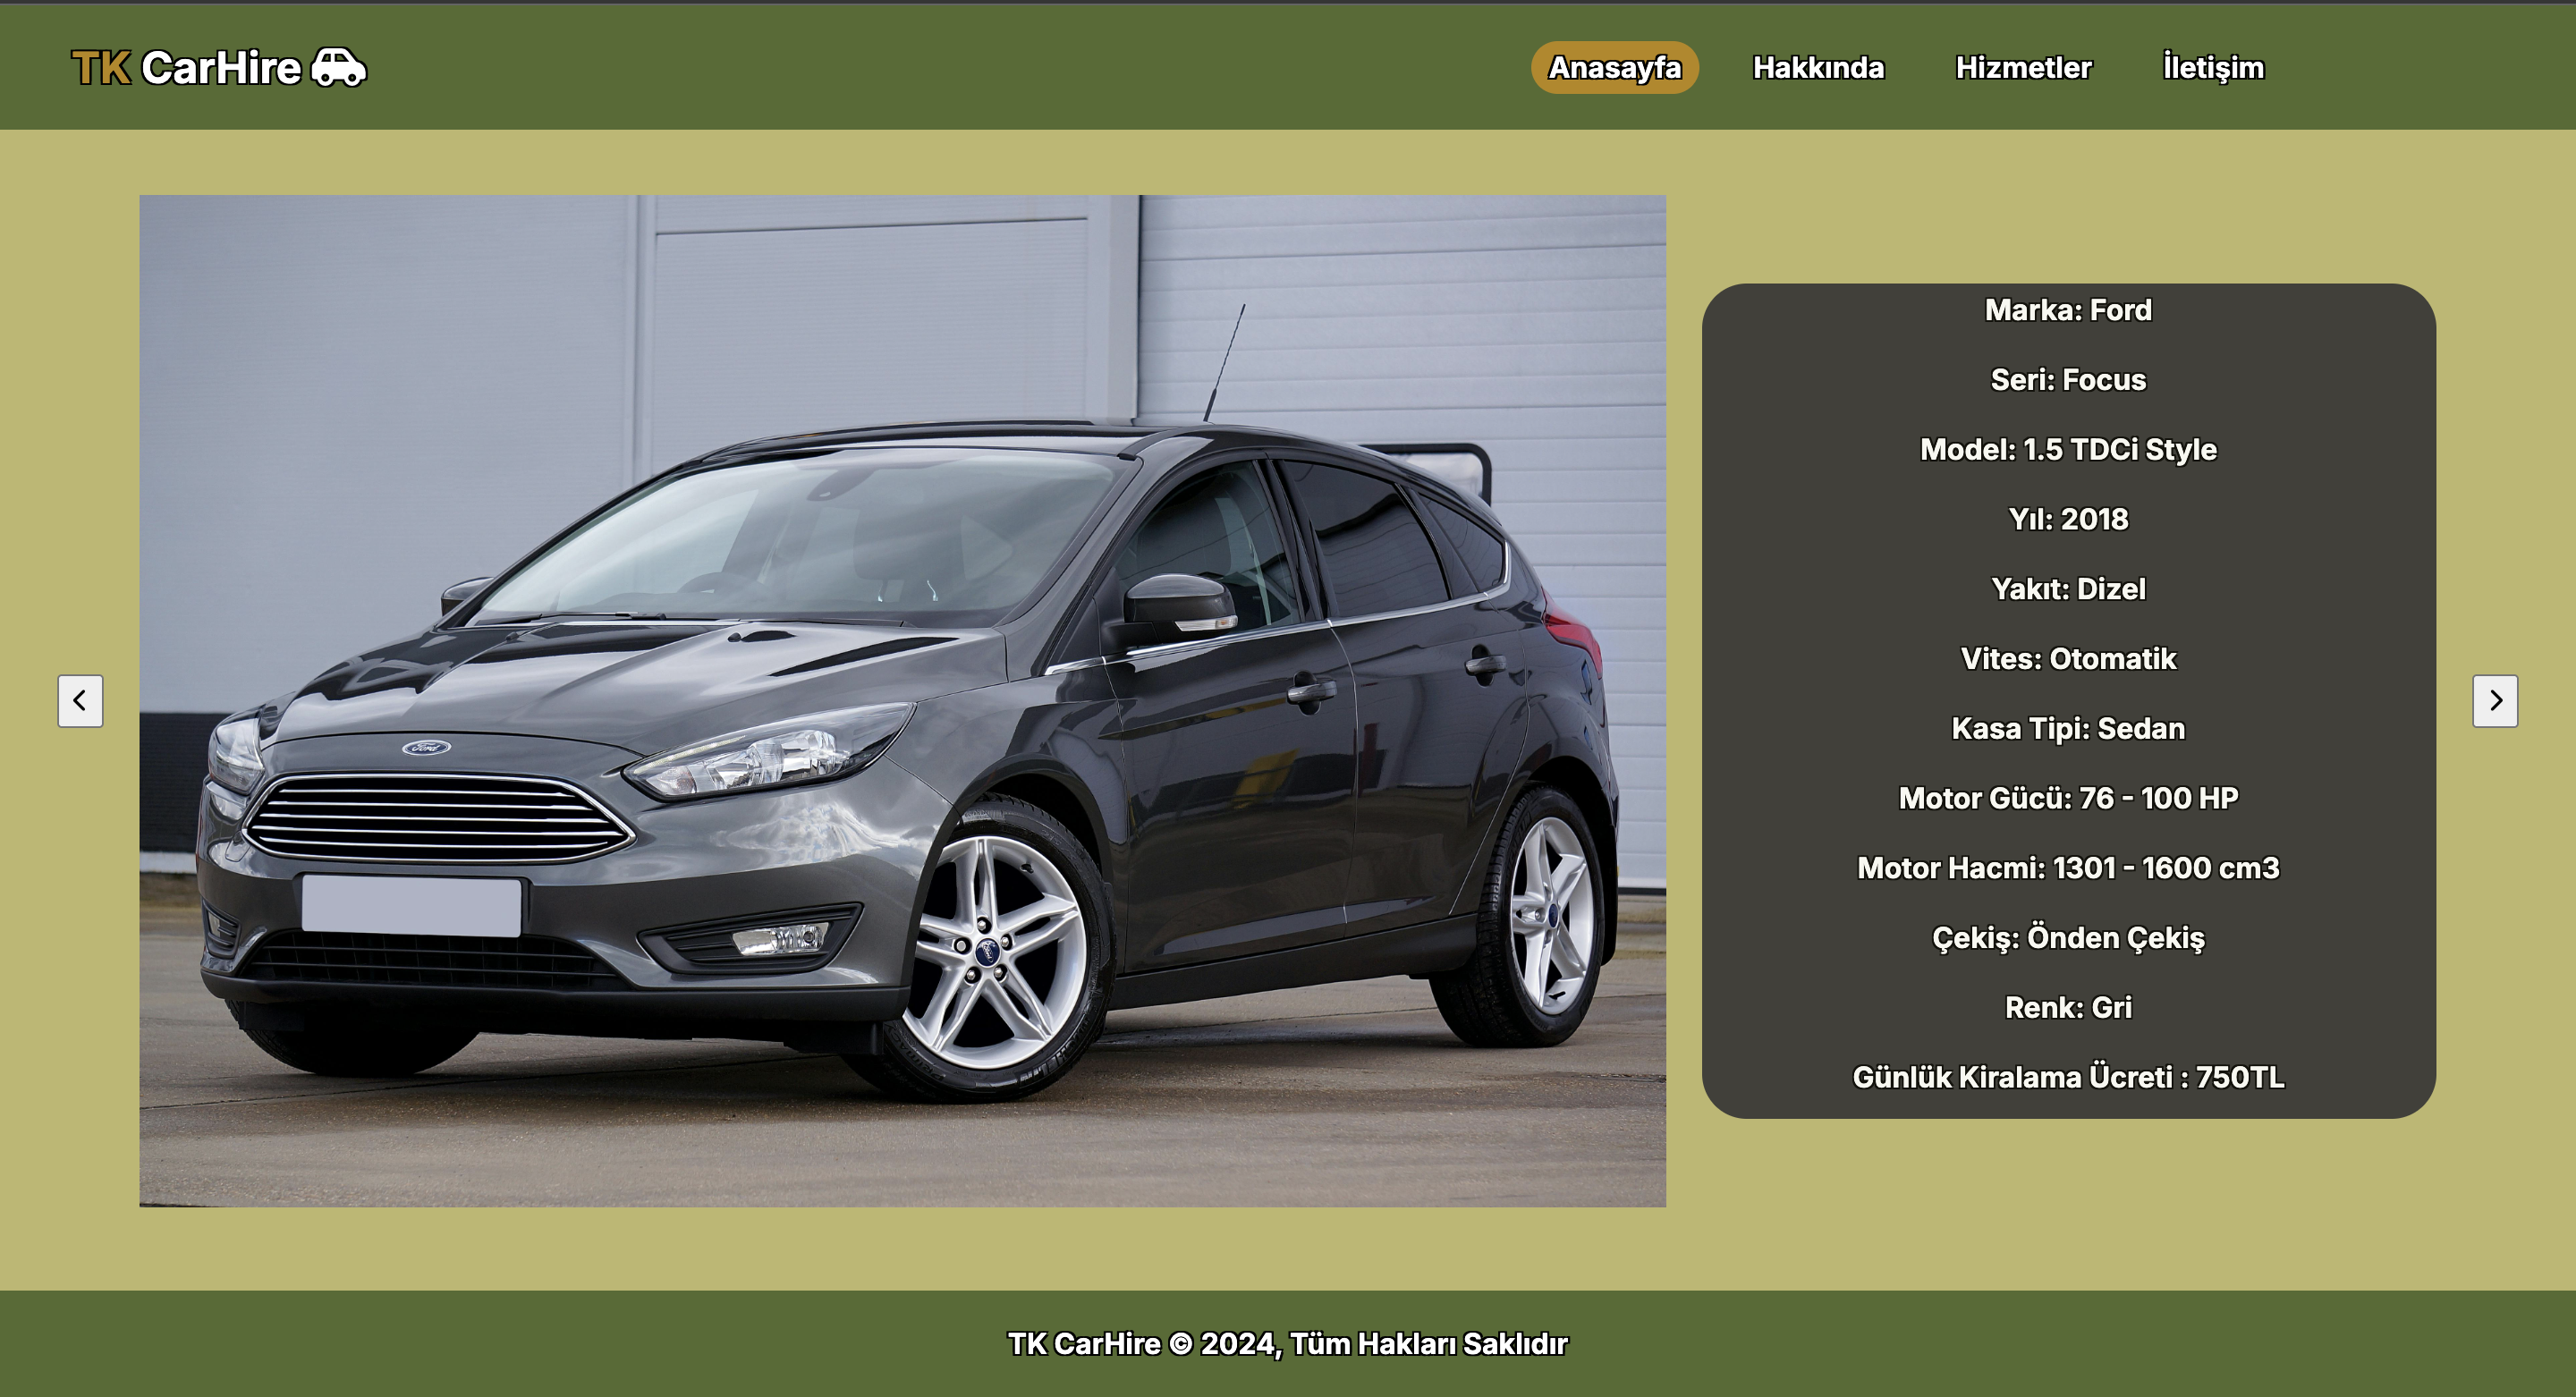 TK CarHire
Anasayfa
Hakkında
Hizmetler
İletişim
Ford
Marka: Ford
Seri: Focus
Model: 1.5 TDCi Style
Yıl: 2018
Yakıt: Dizel
Vites: Otomatik
Kasa Tipi: Sedan
Motor Gücü: 76 - 100 HP
Motor Hacmi: 1301 - 1600 cm3
Çekiş: Önden Çekiş
Renk: Gri
Günlük Kiralama Ücreti : 750TL
TK CarHire © 2024, Tüm Hakları Saklıdır